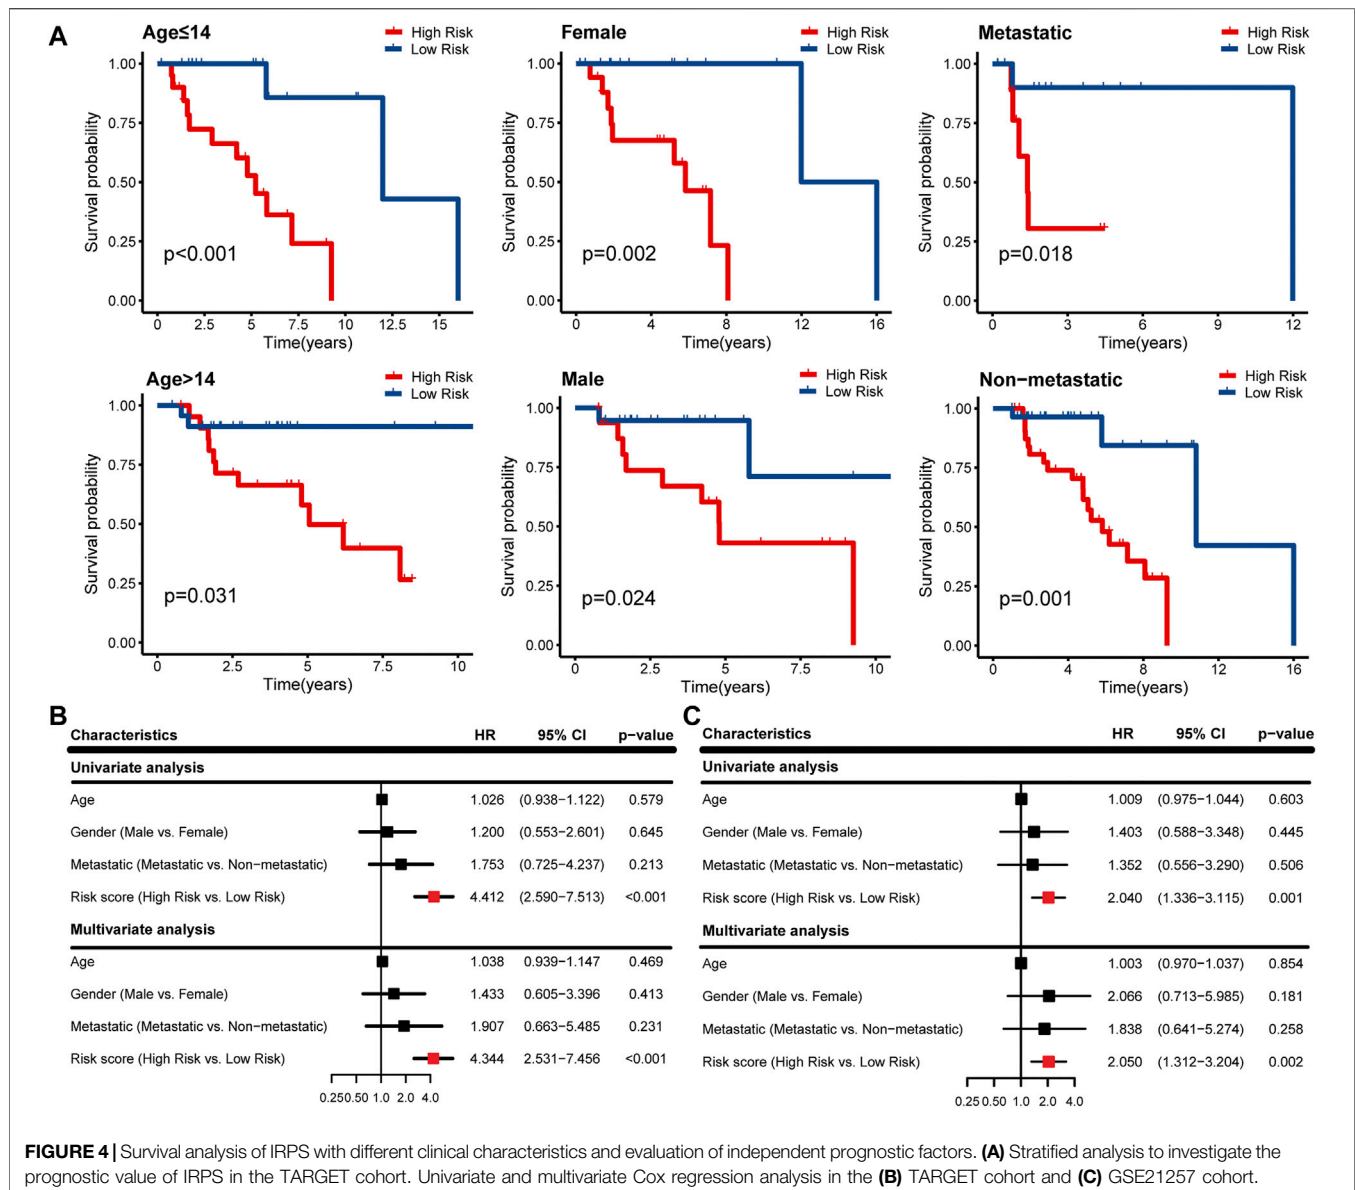 A
Age≤14
High Risk
Low Risk
Survival probability
1.00
0.75
0.50
0.25
0.00
p<0.001
0 2.5 5 7.5 10 12.5 15
Time(years)
Female
High Risk
Low Risk
Survival probability
1.00
0.75
0.50
0.25
0.00
p=0.002
0 4 8 12 16
Time(years)
Metastatic
High Risk
Low Risk
Survival probability
1.00
0.75
0.50
0.25
0.00
p=0.018
0 3 6 9 12
Time(years)
Age>14
High Risk
Low Risk
Survival probability
1.00
0.75
0.50
0.25
0.00
p=0.031
0 2.5 5 7.5 10
Time(years)
Male
High Risk
Low Risk
Survival probability
1.00
0.75
0.50
0.25
0.00
p=0.024
0 2.5 5 7.5 10
Time(years)
Non−metastatic
High Risk
Low Risk
Survival probability
1.00
0.75
0.50
0.25
0.00
p=0.001
0 4 8 12 16
Time(years)
B
Characteristics HR 95% CI p−value
Univariate analysis
Age 1.026 (0.938−1.122) 0.579
Gender (Male vs. Female) 1.200 (0.553−2.601) 0.645
Metastatic (Metastatic vs. Non−metastatic) 1.753 (0.725−4.237) 0.213
Risk score (High Risk vs. Low Risk) 4.412 (2.590−7.513) <0.001
Multivariate analysis
Age 1.038 0.939−1.147 0.469
Gender (Male vs. Female) 1.433 0.605−3.396 0.413
Metastatic (Metastatic vs. Non−metastatic) 1.907 0.663−5.485 0.231
Risk score (High Risk vs. Low Risk) 4.344 2.531−7.456 <0.001
0.25 0.50 1.0 2.0 4.0
C
Characteristics HR 95% CI p−value
Univariate analysis
Age 1.009 (0.975−1.044) 0.603
Gender (Male vs. Female) 1.403 (0.588−3.348) 0.445
Metastatic (Metastatic vs. Non−metastatic) 1.352 (0.556−3.290) 0.506
Risk score (High Risk vs. Low Risk) 2.040 (1.336−3.115) 0.001
Multivariate analysis
Age 1.003 (0.970−1.037) 0.854
Gender (Male vs. Female) 2.066 (0.713−5.985) 0.181
Metastatic (Metastatic vs. Non−metastatic) 1.838 (0.641−5.274) 0.258
Risk score (High Risk vs. Low Risk) 2.050 (1.312−3.204) 0.002
0.25 0.50 1.0 2.0 4.0
FIGURE 4 | Survival analysis of IRPS with different clinical characteristics and evaluation of independent prognostic factors. (A) Stratified analysis to investigate the
prognostic value of IRPS in the TARGET cohort. Univariate and multivariate Cox regression analysis in the (B) TARGET cohort and (C) GSE21257 cohort.